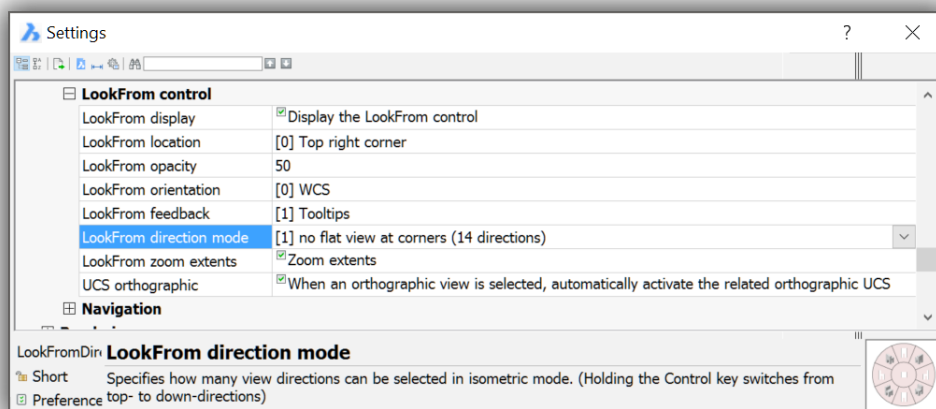 Settings
LookFrom control
LookFrom display Display the LookFrom control
LookFrom location [0] Top right corner
LookFrom opacity 50
LookFrom orientation [0] WCS
LookFrom feedback [1] Tooltips
LookFrom direction mode [1] no flat view at corners (14 directions)
LookFrom zoom extents Zoom extents
UCS orthographic When an orthographic view is selected, automatically activate the related orthographic UCS
Navigation
LookFromDir LookFrom direction mode
Short Specifies how many view directions can be selected in isometric mode. (Holding the Control key switches from
Preference top- to down-directions)